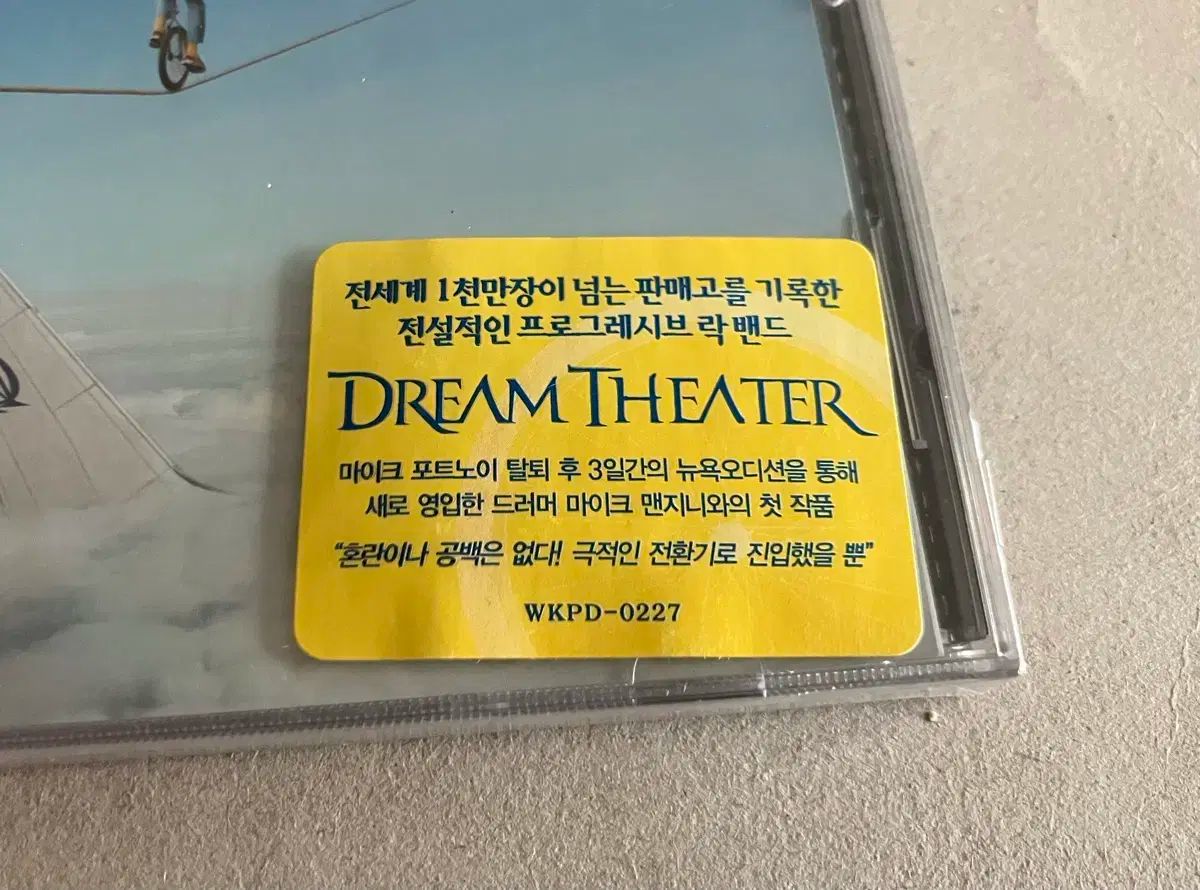 전세계 1천만장이 넘는 판매고를 기록한
전설적인 프로그레시브 락 밴드
DREAM THEATER
마이크 포트노이 탈퇴 후 3일간의 뉴욕오디션을 통해
새로 영입한 드러머 마이크 맨지니와의 첫 작품
“혼란이나 공백은 없다! 극적인 전환기로 진입했을 뿐”
WKPD-0227